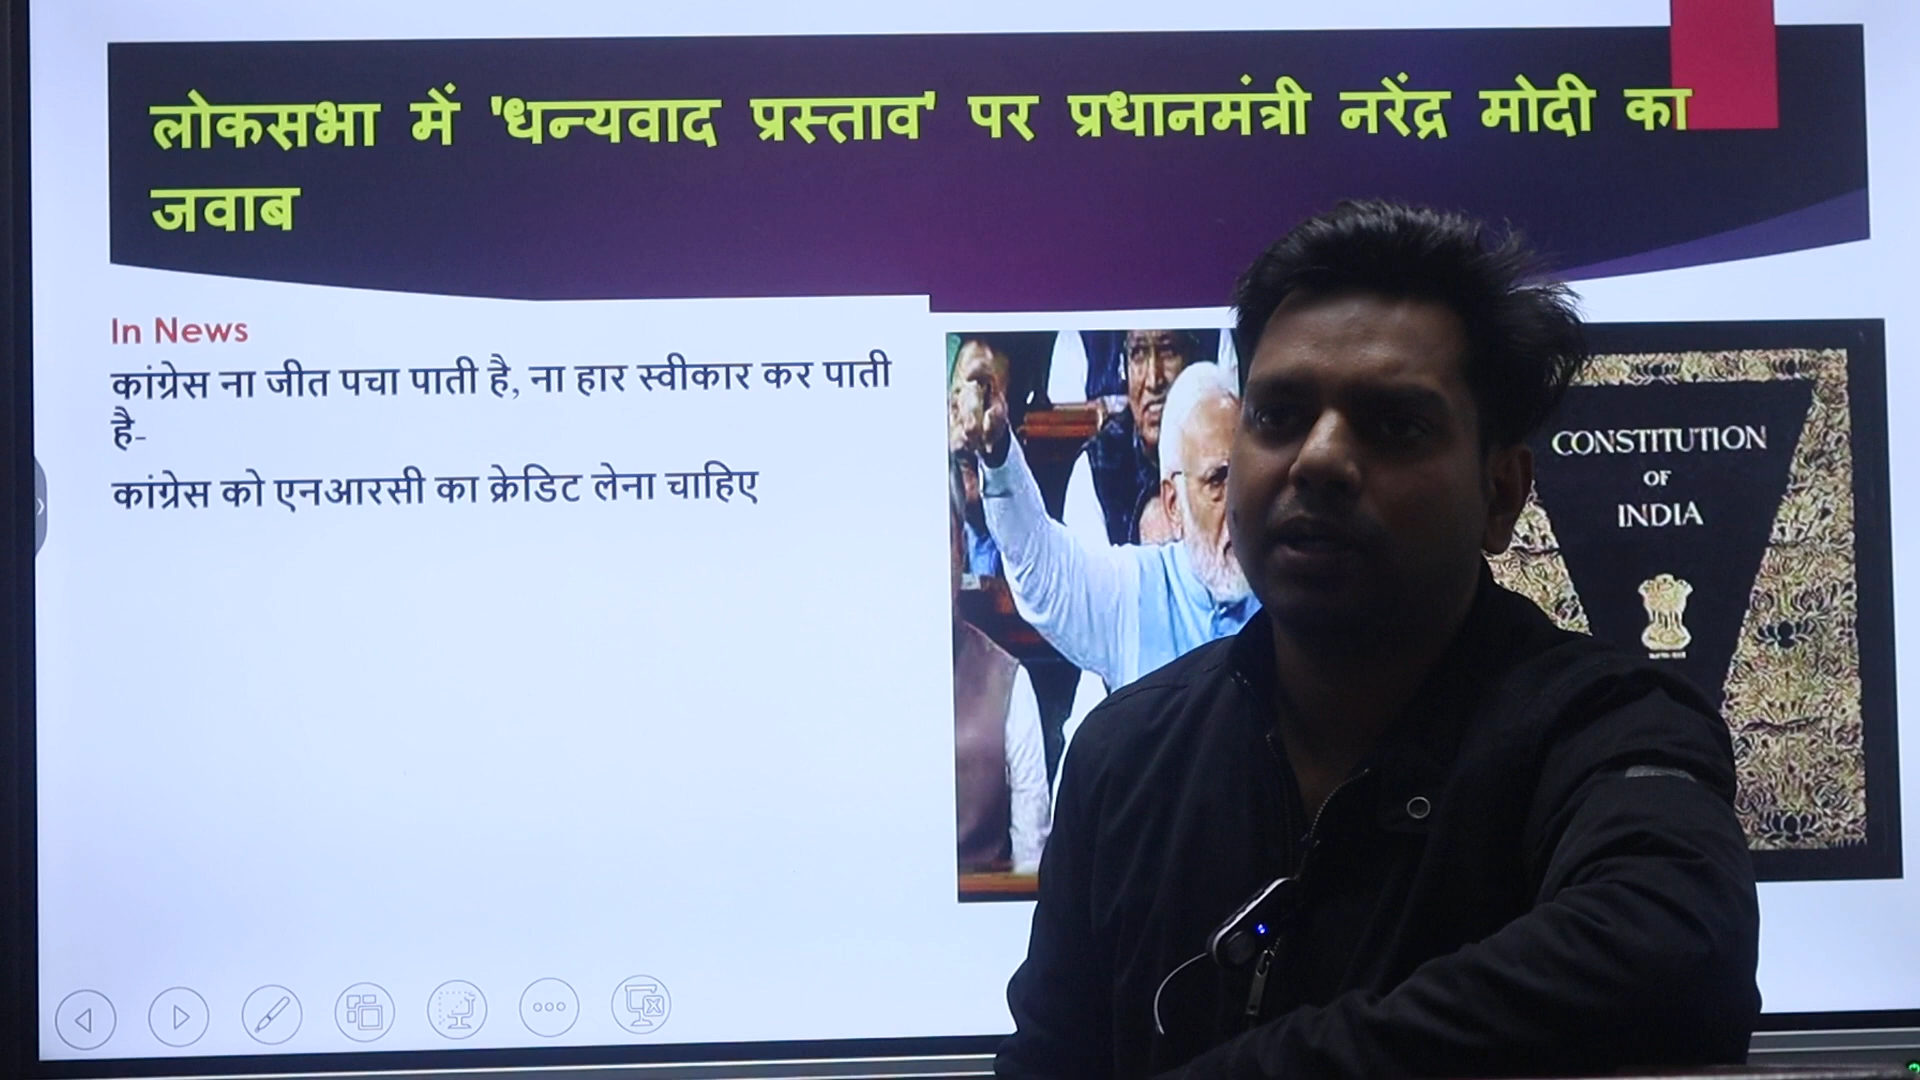 लोकसभा में 'धन्यवाद प्रस्ताव' पर प्रधानमंत्री नरेंद्र मोदी का
जवाब
In News
कांग्रेस ना जीत पचा पाती है, ना हार स्वीकार कर पाती
है-
कांग्रेस को एनआरसी का क्रेडिट लेना चाहिए
CONSTITUTION
OF
INDIA